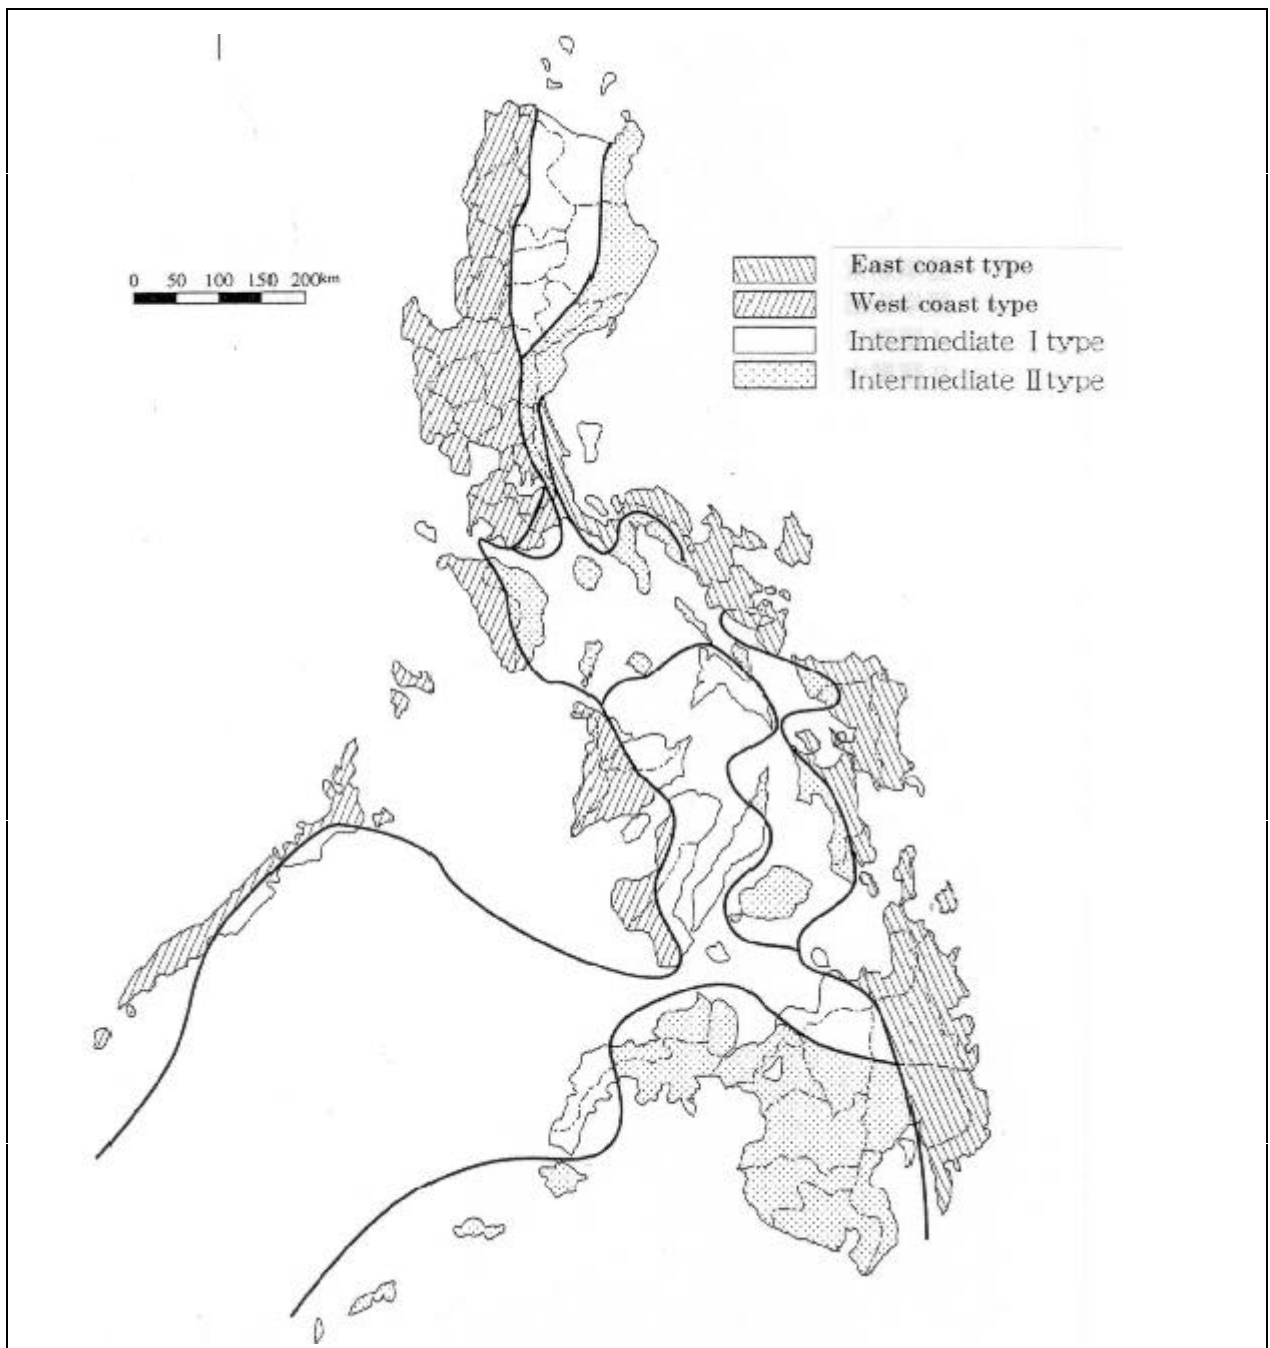 0 50 100 150 200km
East coast type
West coast type
Intermediate I type
Intermediate II type